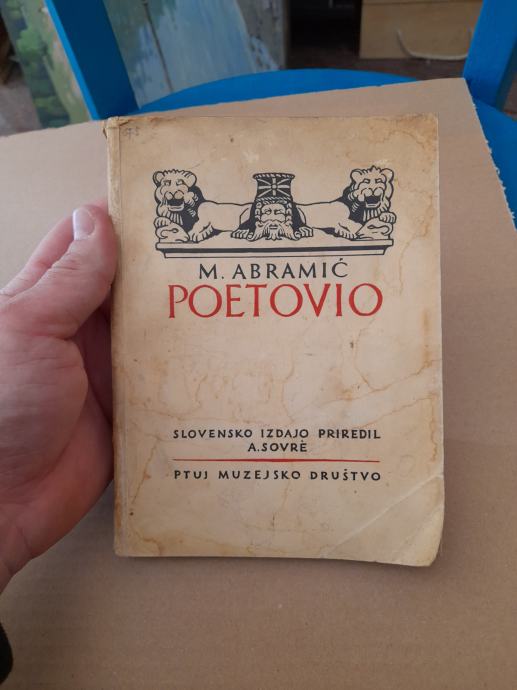 M. ABRAMIĆ
POETOVIO
SLOVENSKO IZDAJO PRIREDIL
A. SOVRÈ
PTUJ MUZEJSKO DRUŠTVO